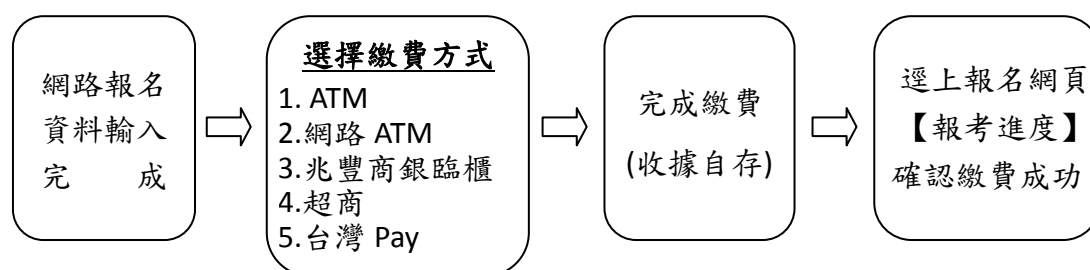 網路報名
資料輸入
完成
選擇繳費方式
1. ATM
2.網路 ATM
3.兆豐商銀臨櫃
4.超商
5.台灣 Pay
完成繳費
(收據自存)
逕上報名網頁
【報考進度】
確認繳費成功